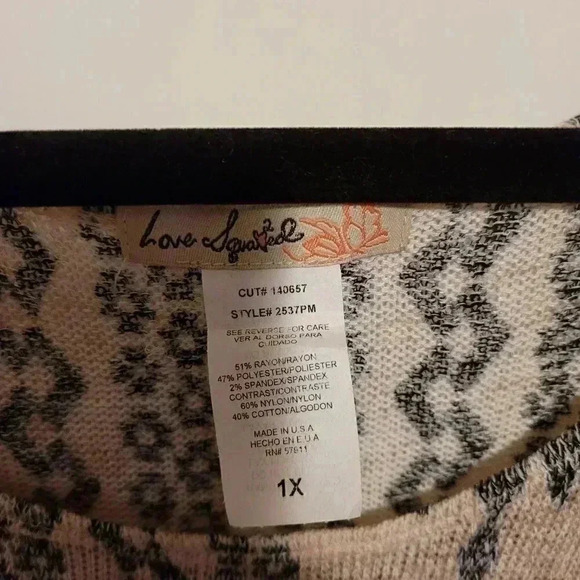 Love Squared
CUT# 140657
STYLE# 2537PM
SEE REVERSE FOR CARE
VER AL DORSO PARA
CUIDADO
51% RAYON/RAYON
47% POLYESTER/POLIESTER
2% SPANDEX/SPANDEX
CONTRAST/CONTRASTE
60% NYLON/NYLON
40% COTTON/ALGODON
MADE IN U.S.A
HECHO EN E.U.A
RN# 57811
1X